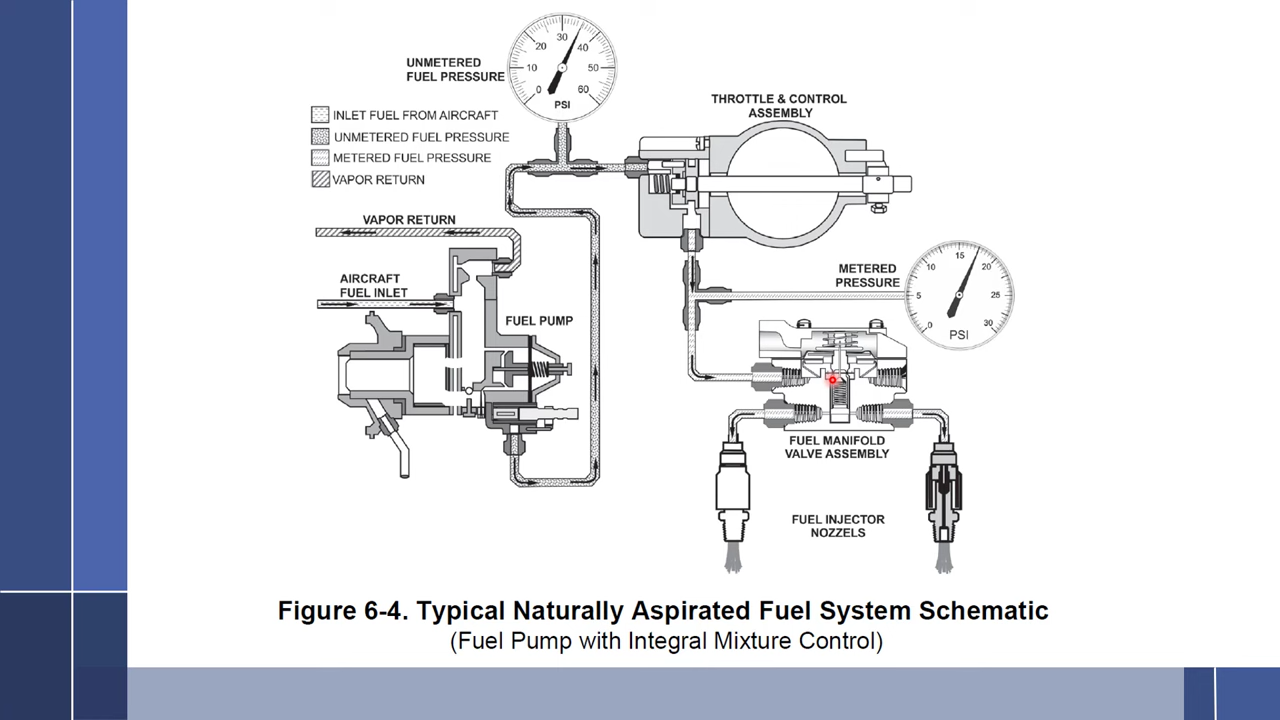 UNMETERED
FUEL PRESSURE
0
10
20
30
40
50
60
PSI
INLET FUEL FROM AIRCRAFT
UNMETERED FUEL PRESSURE
METERED FUEL PRESSURE
VAPOR RETURN
THROTTLE & CONTROL
ASSEMBLY
VAPOR RETURN
AIRCRAFT
FUEL INLET
FUEL PUMP
METERED
PRESSURE
0
5
10
15
20
25
30
PSI
FUEL MANIFOLD
VALVE ASSEMBLY
FUEL INJECTOR
NOZZELS
Figure 6-4. Typical Naturally Aspirated Fuel System Schematic
(Fuel Pump with Integral Mixture Control)